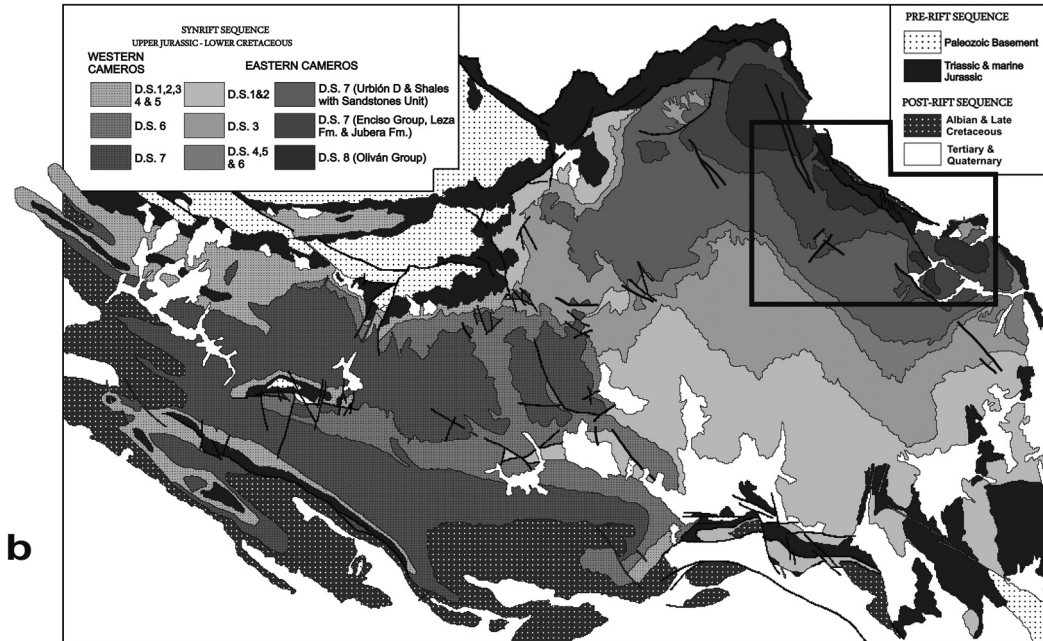 SYNRIFT SEQUENCE
UPPER JURASSIC - LOWER CRETACEOUS
WESTERN
CAMEROS
EASTERN CAMEROS
D.S.1,2,3
4 & 5
D.S. 6
D.S. 7
D.S.1&2
D.S. 3
D.S. 4,5
& 6
D.S. 7 (Urbión D & Shales
with Sandstones Unit)
D.S. 7 (Enciso Group, Leza
Fm. & Jubera Fm.)
D.S. 8 (Oliván Group)
PRE-RIFT SEQUENCE
Paleozoic Basement
Triassic & marine
Jurassic
POST-RIFT SEQUENCE
Albian & Late
Cretaceous
Tertiary &
Quaternary
b